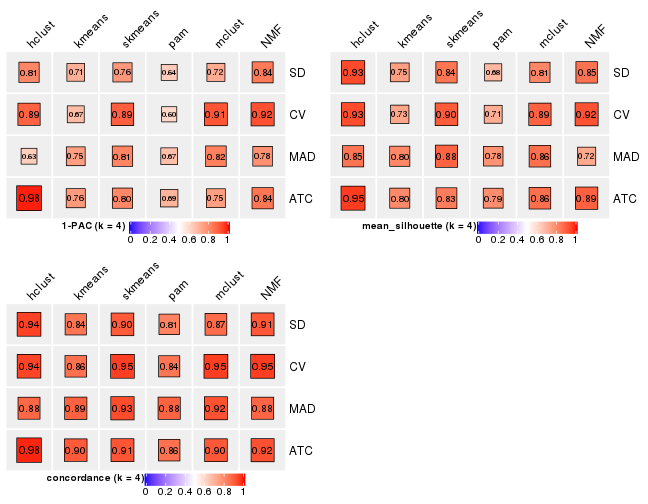 hclust kmeans skmeans pam mclust NMF
0.81 0.71 0.76 0.64 0.72 0.84 SD
0.89 0.67 0.89 0.60 0.91 0.92 CV
0.63 0.75 0.81 0.67 0.82 0.78 MAD
0.98 0.76 0.80 0.69 0.75 0.84 ATC
1-PAC (k = 4)
0 0.2 0.4 0.6 0.8 1
hclust kmeans skmeans pam mclust NMF
0.93 0.75 0.84 0.68 0.81 0.85 SD
0.93 0.73 0.90 0.71 0.89 0.92 CV
0.85 0.80 0.88 0.78 0.86 0.72 MAD
0.95 0.80 0.83 0.79 0.86 0.89 ATC
mean_silhouette (k = 4)
0 0.2 0.4 0.6 0.8 1
hclust kmeans skmeans pam mclust NMF
0.94 0.84 0.90 0.81 0.87 0.91 SD
0.94 0.86 0.95 0.84 0.95 0.95 CV
0.88 0.89 0.93 0.88 0.92 0.88 MAD
0.98 0.90 0.91 0.86 0.90 0.92 ATC
concordance (k = 4)
0 0.2 0.4 0.6 0.8 1